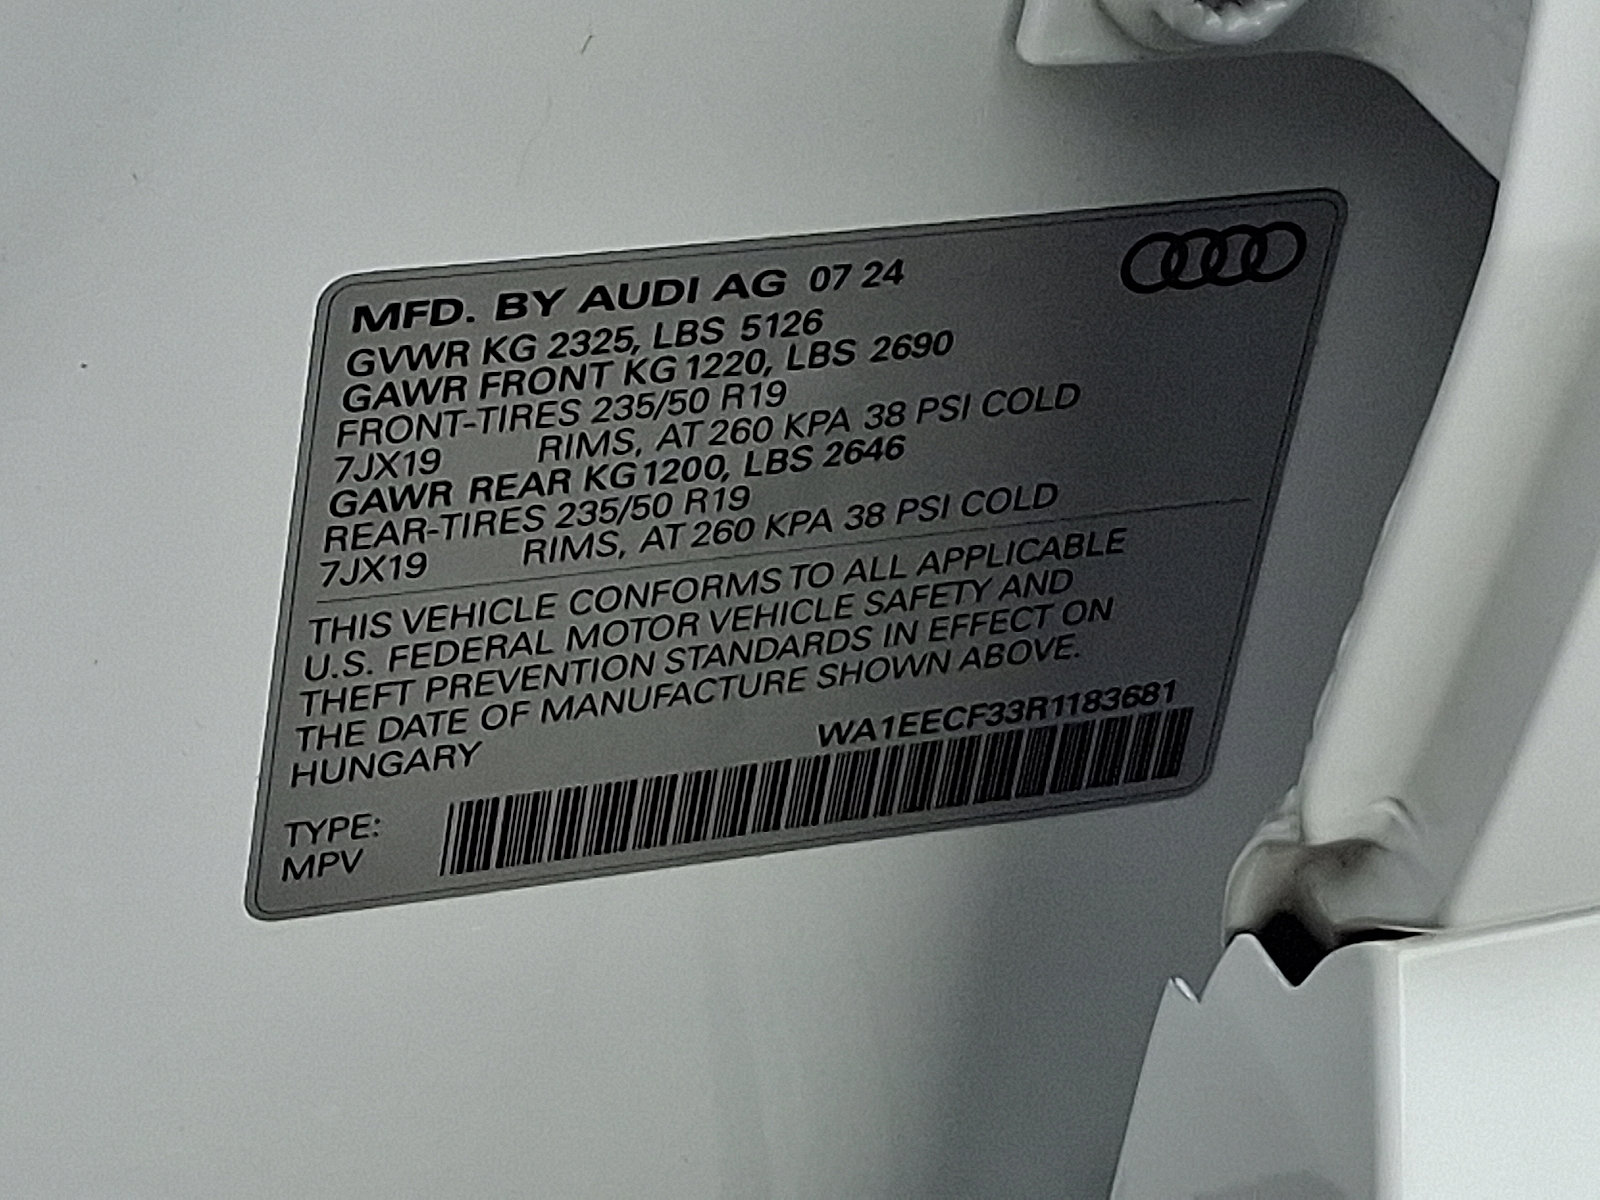 MFD. BY AUDI AG 07 24
GVWR KG 2325, LBS 5126
GAWR FRONT KG 1220, LBS 2690
FRONT-TIRES 235/50 R19
7JX19 RIMS, AT 260 KPA 38 PSI COLD
GAWR REAR KG 1200, LBS 2646
REAR-TIRES 235/50 R19
7JX19 RIMS, AT 260 KPA 38 PSI COLD
THIS VEHICLE CONFORMS TO ALL APPLICABLE
U.S. FEDERAL MOTOR VEHICLE SAFETY AND
THEFT PREVENTION STANDARDS IN EFFECT ON
THE DATE OF MANUFACTURE SHOWN ABOVE.
HUNGARY WA1EECF33R1183681
TYPE:
MPV